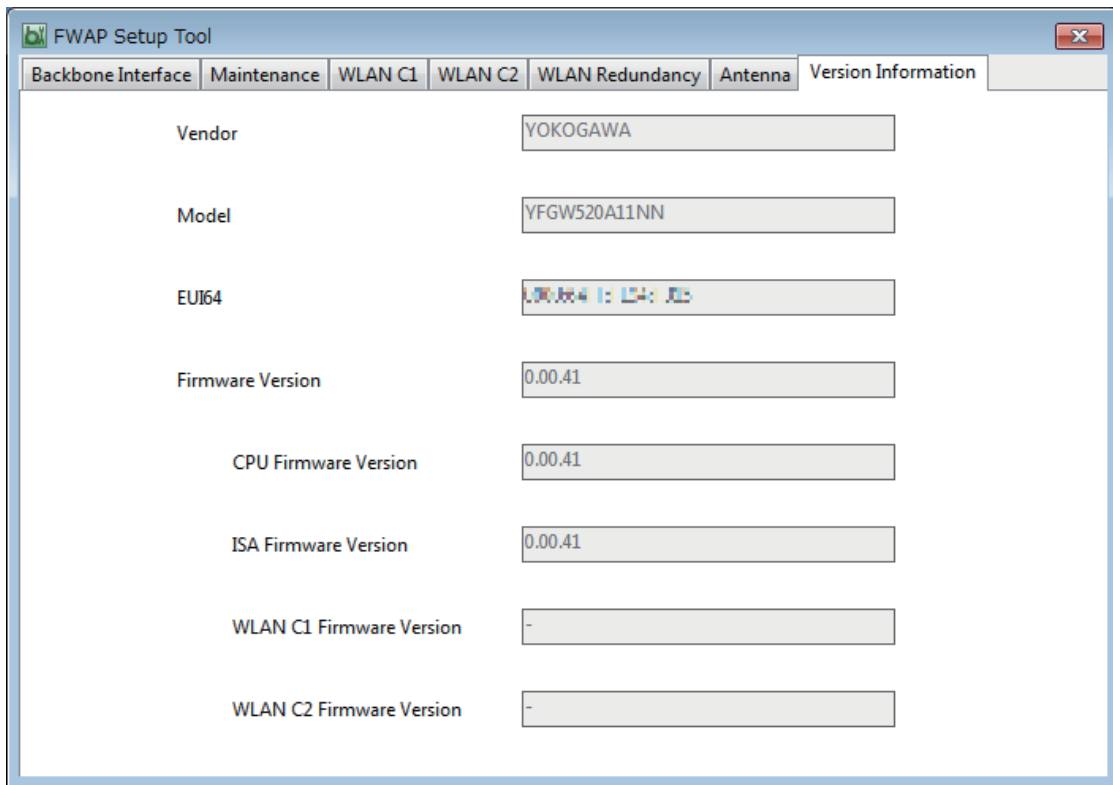 FWAP Setup Tool
Backbone Interface Maintenance WLAN C1 WLAN C2 WLAN Redundancy Antenna Version Information
Vendor YOKOGAWA
Model YFGW520A11NN
EUI64
Firmware Version 0.00.41
CPU Firmware Version 0.00.41
ISA Firmware Version 0.00.41
WLAN C1 Firmware Version -
WLAN C2 Firmware Version -